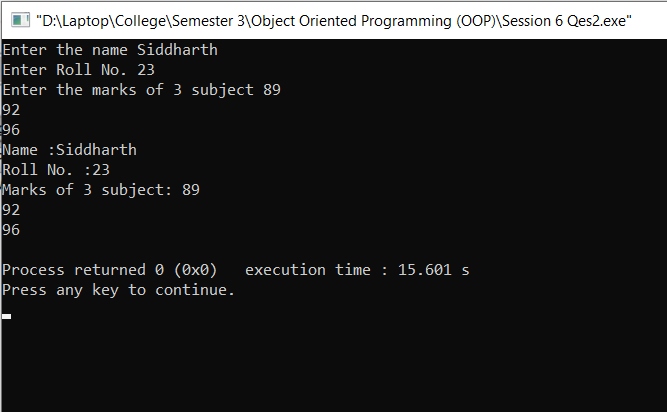 "D:\Laptop\College\Semester 3\Object Oriented Programming (OOP)\Session 6 Qes2.exe"
Enter the name Siddharth
Enter Roll No. 23
Enter the marks of 3 subject 89
92
96
Name :Siddharth
Roll No. :23
Marks of 3 subject: 89
92
96
Process returned 0 (0x0)   execution time : 15.601 s
Press any key to continue.